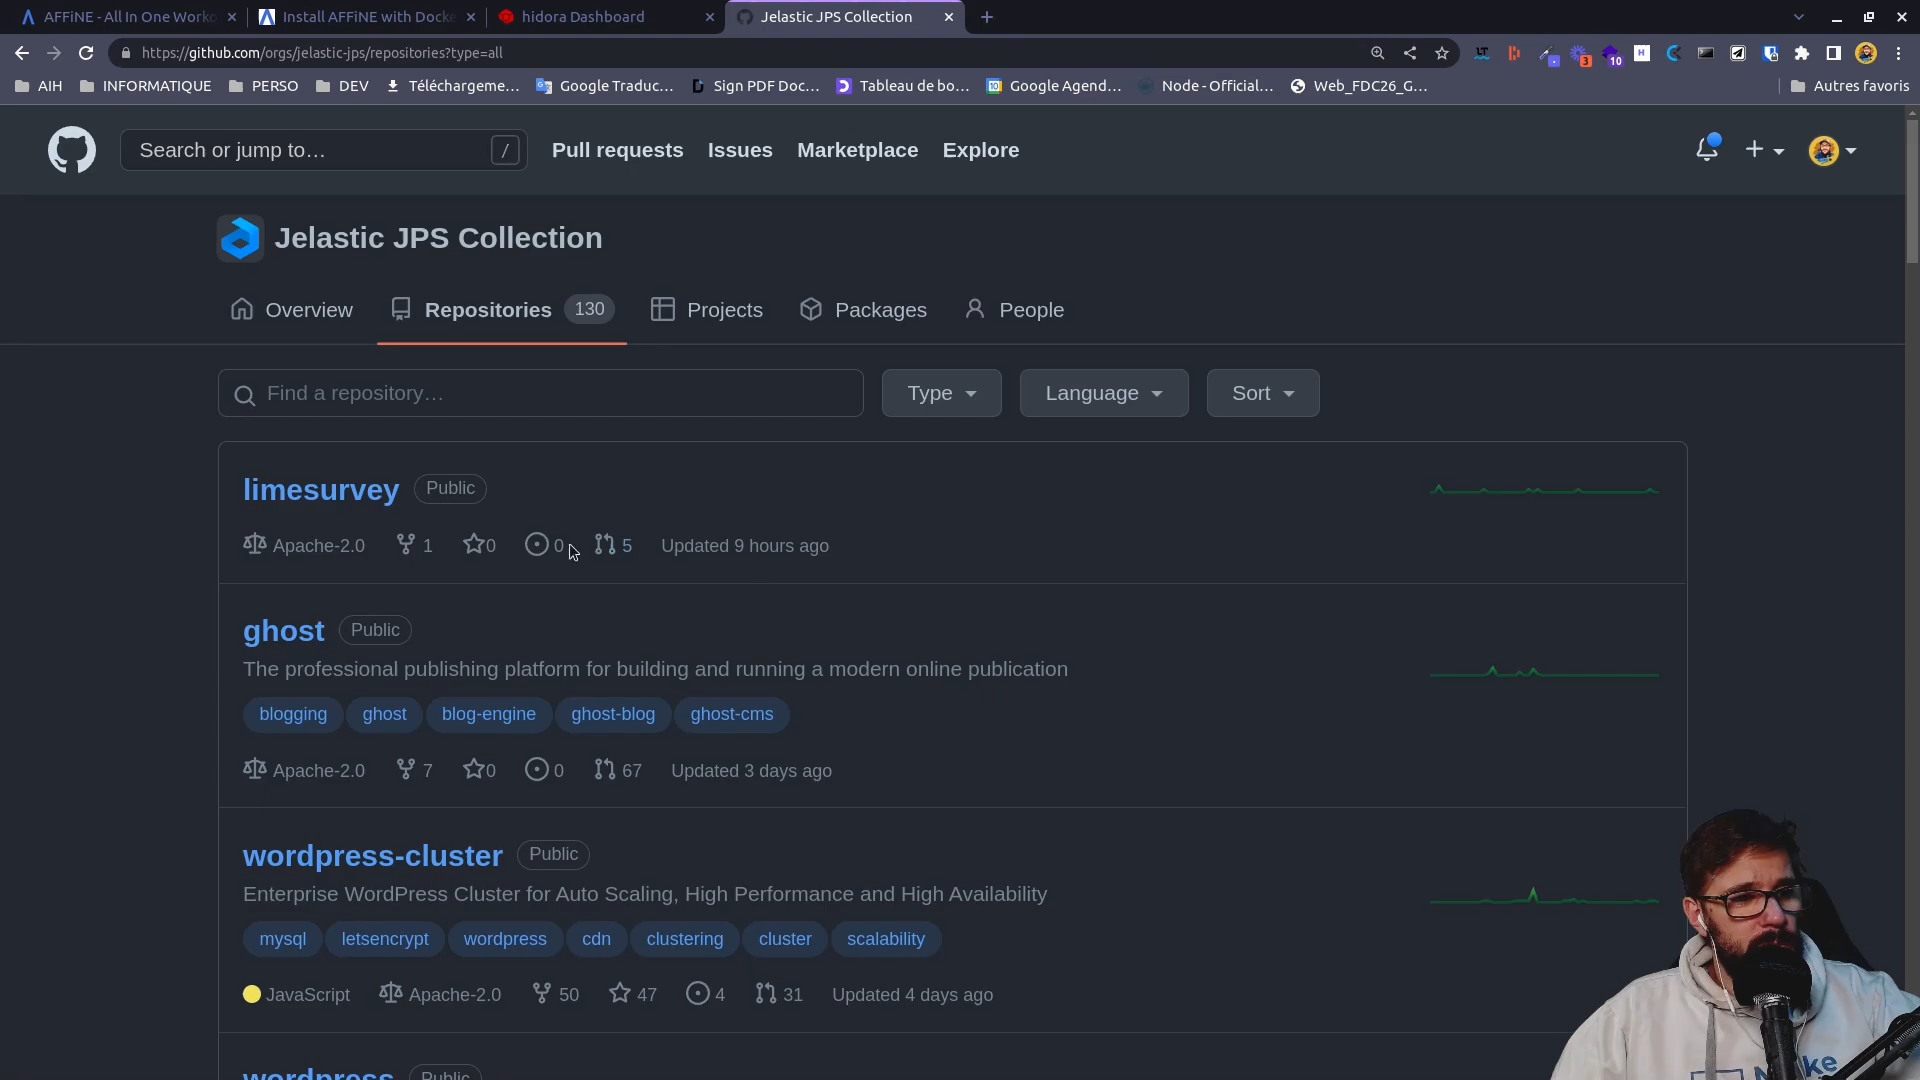 AFFiNE - All In One Worko
Install AFFiNE with Docke
hidora Dashboard
Jelastic JPS Collection
https://github.com/orgs/jelastic-jps/repositories?type=all
3
10
AIH
INFORMATIQUE
PERSO
DEV
Téléchargeme...
Google Traduc...
Sign PDF Doc...
Tableau de bo...
Google Agend...
Node - Official...
Web_FDC26_G...
Autres favoris
Search or jump to…
/
Pull requests
Issues
Marketplace
Explore
Jelastic JPS Collection
Overview
Repositories 130
Projects
Packages
People
Find a repository…
Type
Language
Sort
limesurvey Public
Apache-2.0 1 0 0 5 Updated 9 hours ago
ghost Public
The professional publishing platform for building and running a modern online publication
blogging ghost blog-engine ghost-blog ghost-cms
Apache-2.0 7 0 0 67 Updated 3 days ago
wordpress-cluster Public
Enterprise WordPress Cluster for Auto Scaling, High Performance and High Availability
mysql letsencrypt wordpress cdn clustering cluster scalability
JavaScript Apache-2.0 50 47 4 31 Updated 4 days ago
wordpress Public